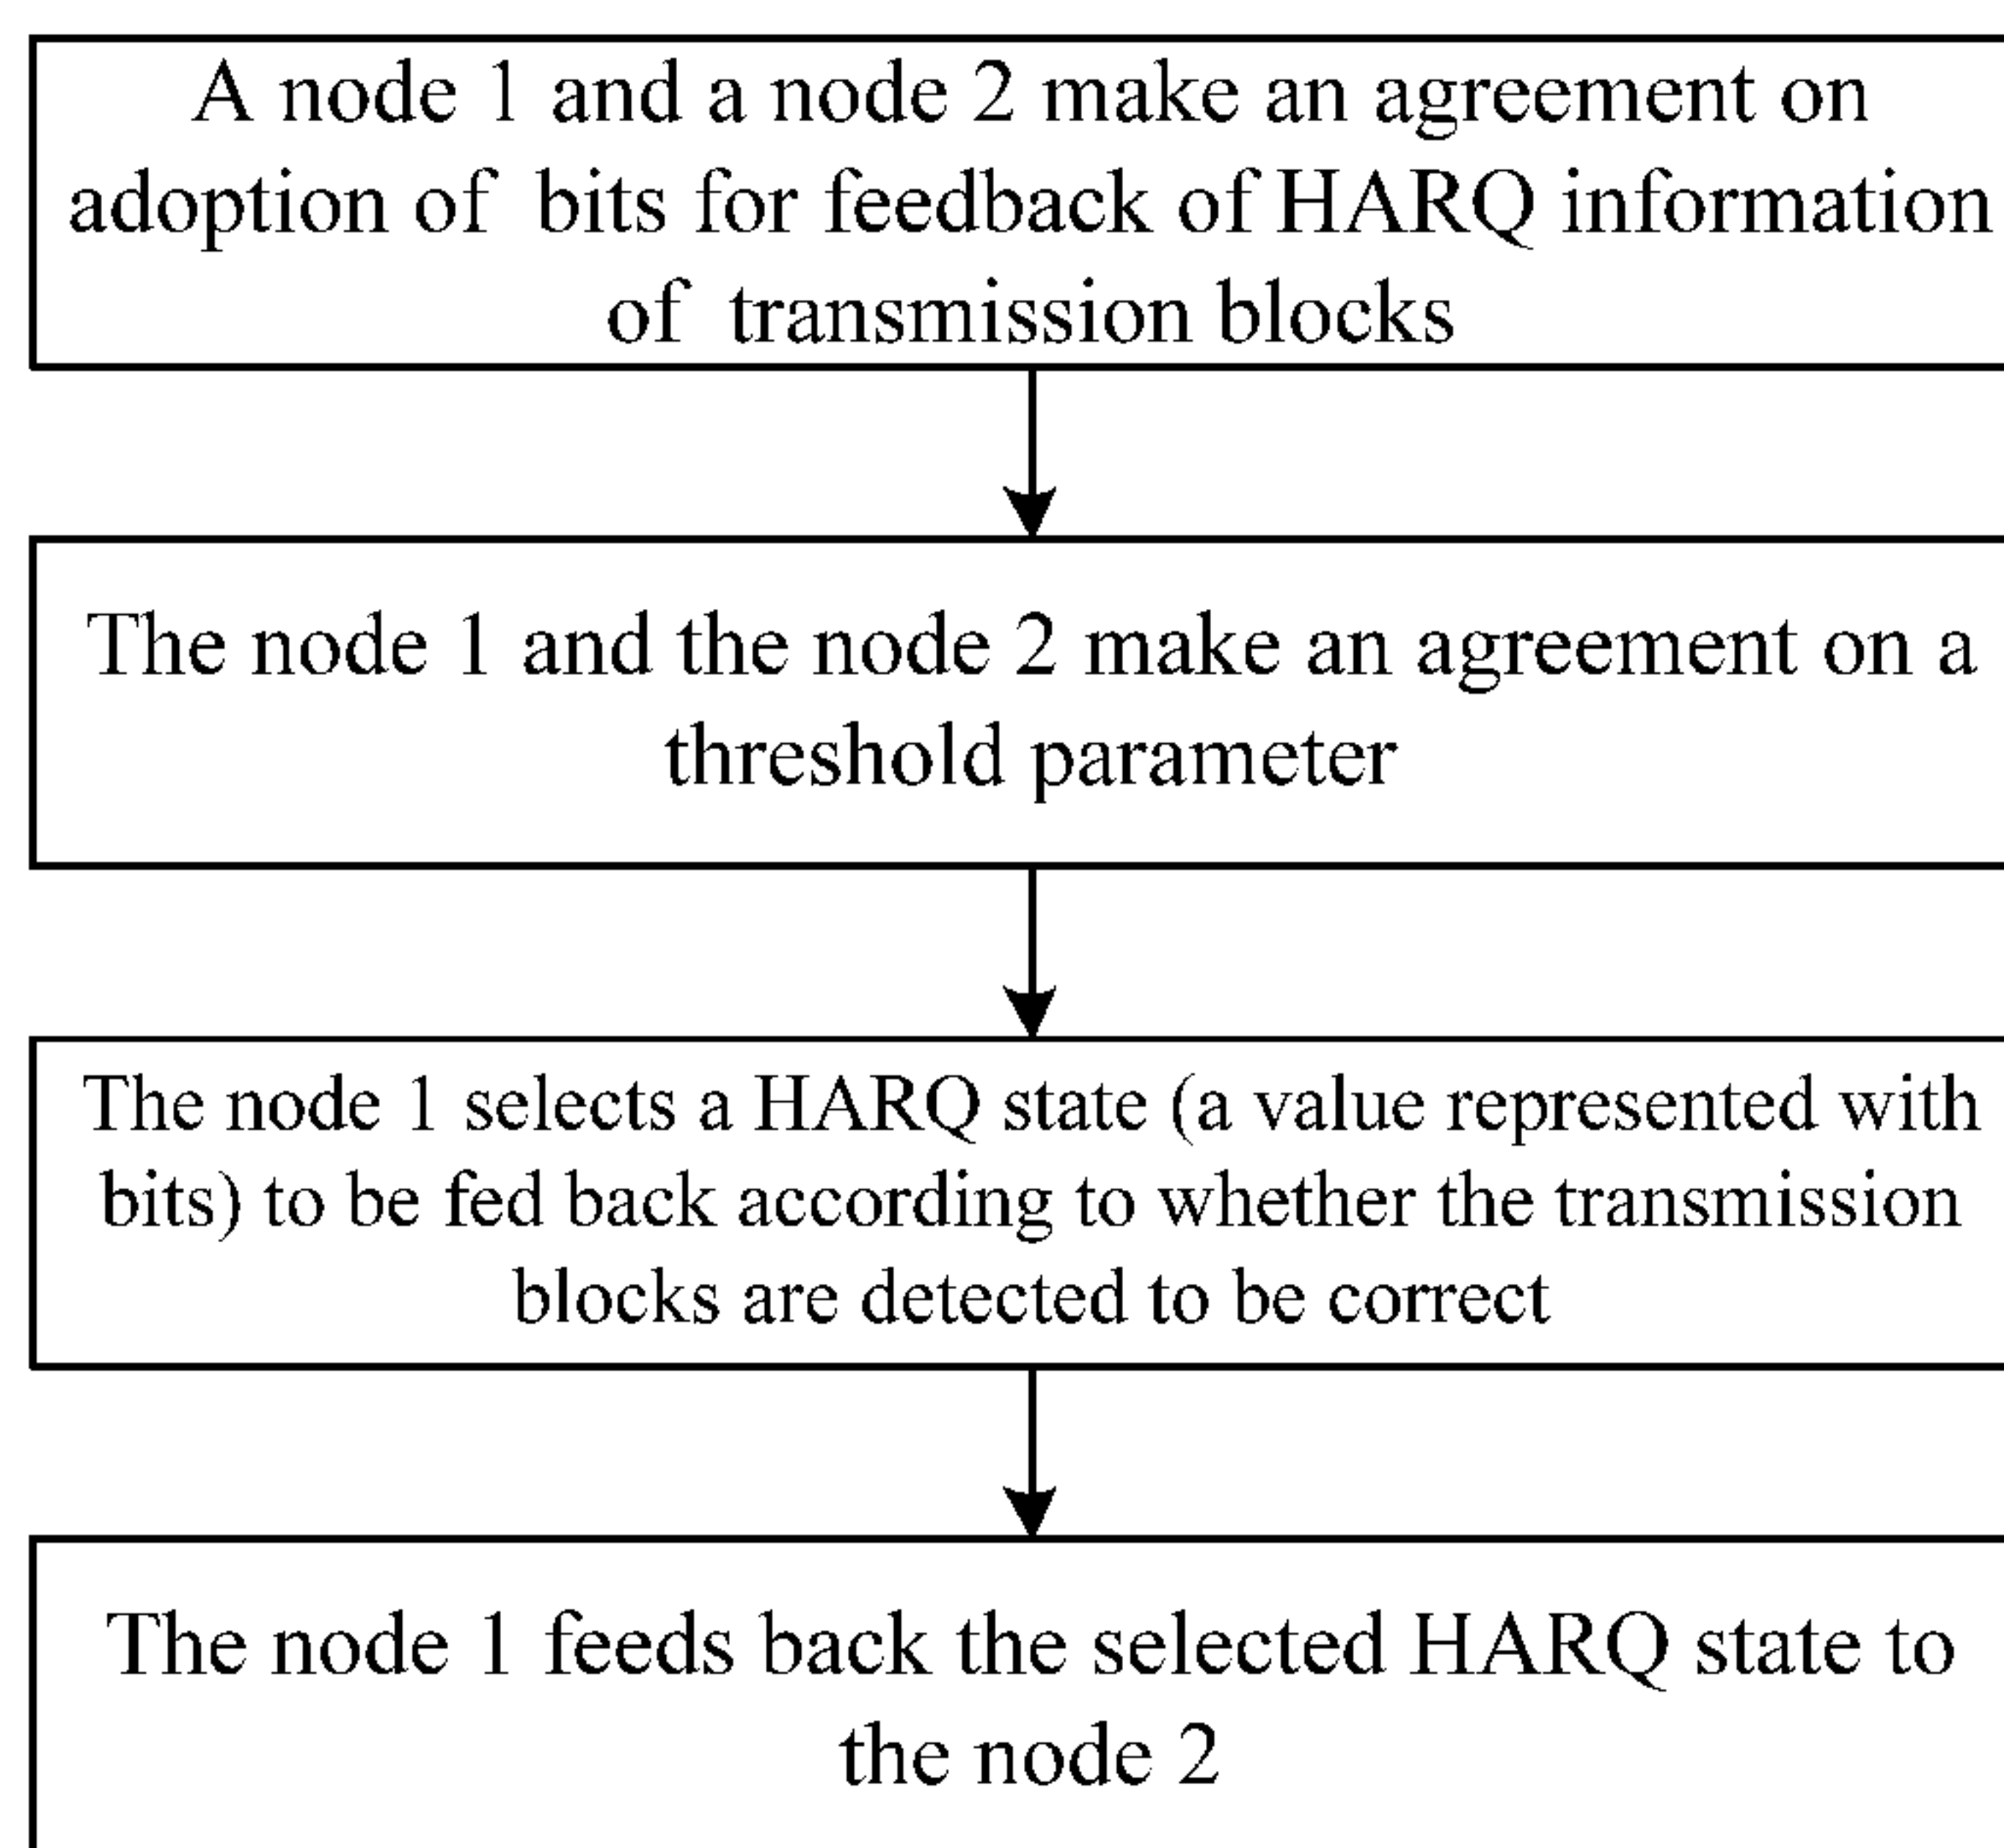 A node 1 and a node 2 make an agreement on
adoption of bits for feedback of HARQ information
of transmission blocks
The node 1 and the node 2 make an agreement on a
threshold parameter
The node 1 selects a HARQ state (a value represented with
bits) to be fed back according to whether the transmission
blocks are detected to be correct
The node 1 feeds back the selected HARQ state to
the node 2